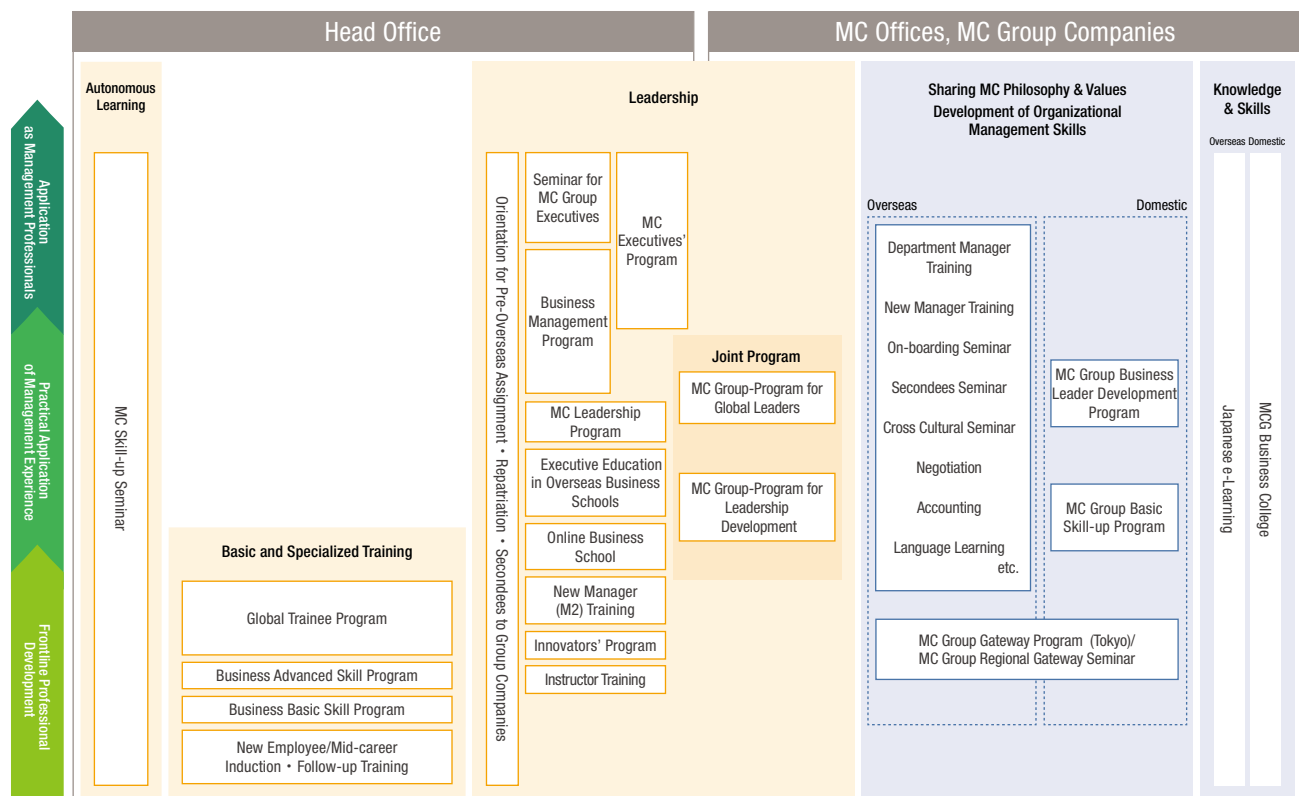 Head Office
MC Offices, MC Group Companies
Application
as Management Professionals
Practical Application
of Management Experience
Frontline Professional
Development
Autonomous
Learning
MC Skill-up Seminar
Basic and Specialized Training
Global Trainee Program
Business Advanced Skill Program
Business Basic Skill Program
New Employee/Mid-career
Induction・Follow-up Training
Leadership
Orientation for Pre-Overseas Assignment・Repatriation・Secondees to Group Companies
Seminar for
MC Group
Executives
MC
Executives’
Program
Business
Management
Program
MC Leadership
Program
Executive Education
in Overseas Business
Schools
Online Business
School
New Manager
(M2) Training
Innovators’ Program
Instructor Training
Joint Program
MC Group-Program for
Global Leaders
MC Group-Program for
Leadership
Development
Sharing MC Philosophy & Values
Development of Organizational
Management Skills
Overseas
Domestic
Department Manager
Training
New Manager Training
On-boarding Seminar
Secondees Seminar
Cross Cultural Seminar
Negotiation
Accounting
Language Learning
etc.
MC Group Business
Leader Development
Program
MC Group Basic
Skill-up Program
MC Group Gateway Program (Tokyo)/
MC Group Regional Gateway Seminar
Knowledge
& Skills
Overseas Domestic
Japanese e-Learning
MCG Business College